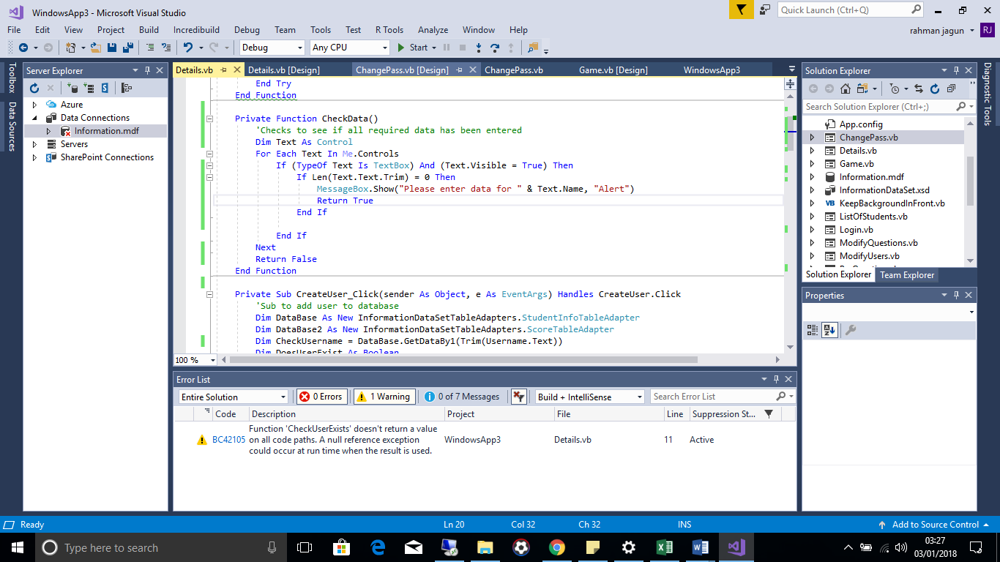 WindowsApp3 - Microsoft Visual Studio
Quick Launch (Ctrl+Q)
File Edit View Project Build Incredibuild Debug Team Tools Test R Tools Analyze Window Help
rahman jagun RJ
Debug Any CPU Start
Toolbox
Data Sources
Server Explorer
Azure
Data Connections
Information.mdf
Servers
SharePoint Connections
Details.vb Details.vb [Design] ChangePass.vb [Design] ChangePass.vb Game.vb [Design] WindowsApp3
End Try
End Function
Private Function CheckData()
'Checks to see if all required data has been entered
Dim Text As Control
For Each Text In Me.Controls
If (TypeOf Text Is TextBox) And (Text.Visible = True) Then
If Len(Text.Text.Trim) = 0 Then
MessageBox.Show("Please enter data for " & Text.Name, "Alert")
Return True
End If
End If
Next
Return False
End Function
Private Sub CreateUser_Click(sender As Object, e As EventArgs) Handles CreateUser.Click
'Sub to add user to database
Dim DataBase As New InformationDataSetTableAdapters.StudentInfoTableAdapter
Dim DataBase2 As New InformationDataSetTableAdapters.ScoreTableAdapter
Dim CheckUsername = DataBase.GetDataBy1(Trim(Username.Text))
Dim DoesUserExist As Boolean
100 %
Error List
Entire Solution 0 Errors 1 Warning 0 of 7 Messages Build + IntelliSense Search Error List
Code Description Project File Line Suppression St...
Function 'CheckUserExists' doesn't return a value
BC42105 on all code paths. A null reference exception WindowsApp3 Details.vb 11 Active
could occur at run time when the result is used.
Solution Explorer
Search Solution Explorer (Ctrl+;)
App.config
ChangePass.vb
Details.vb
Game.vb
Information.mdf
InformationDataSet.xsd
VB KeepBackgroundInFront.vb
ListOfStudents.vb
Login.vb
ModifyQuestions.vb
ModifyUsers.vb
Solution Explorer Team Explorer
Properties
Diagnostic Tools
Ready Ln 20 Col 32 Ch 32 INS Add to Source Control
Type here to search
03:27
03/01/2018